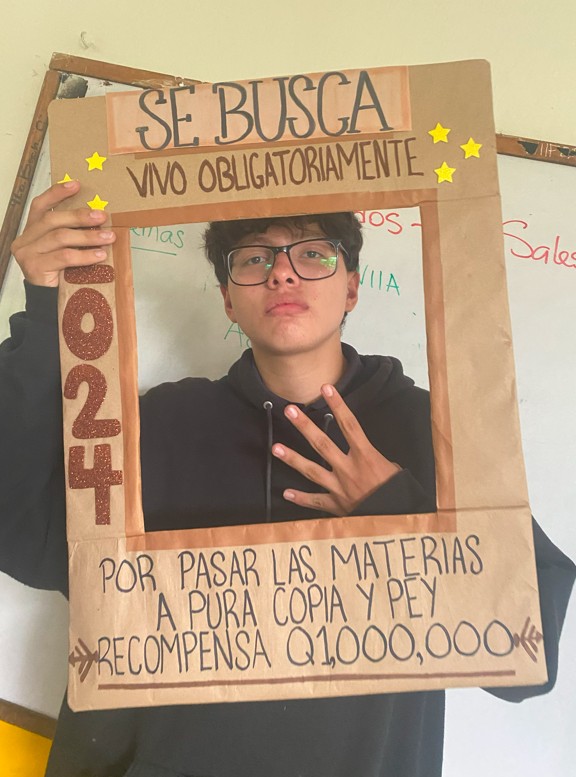 SE BUSCA
VIVO OBLIGATORIAMENTE
2024
POR PASAR LAS MATERIAS
A PURA COPIA Y PEY
RECOMPENSA Q1,000,000
mas
dos -
Sales
VIIA